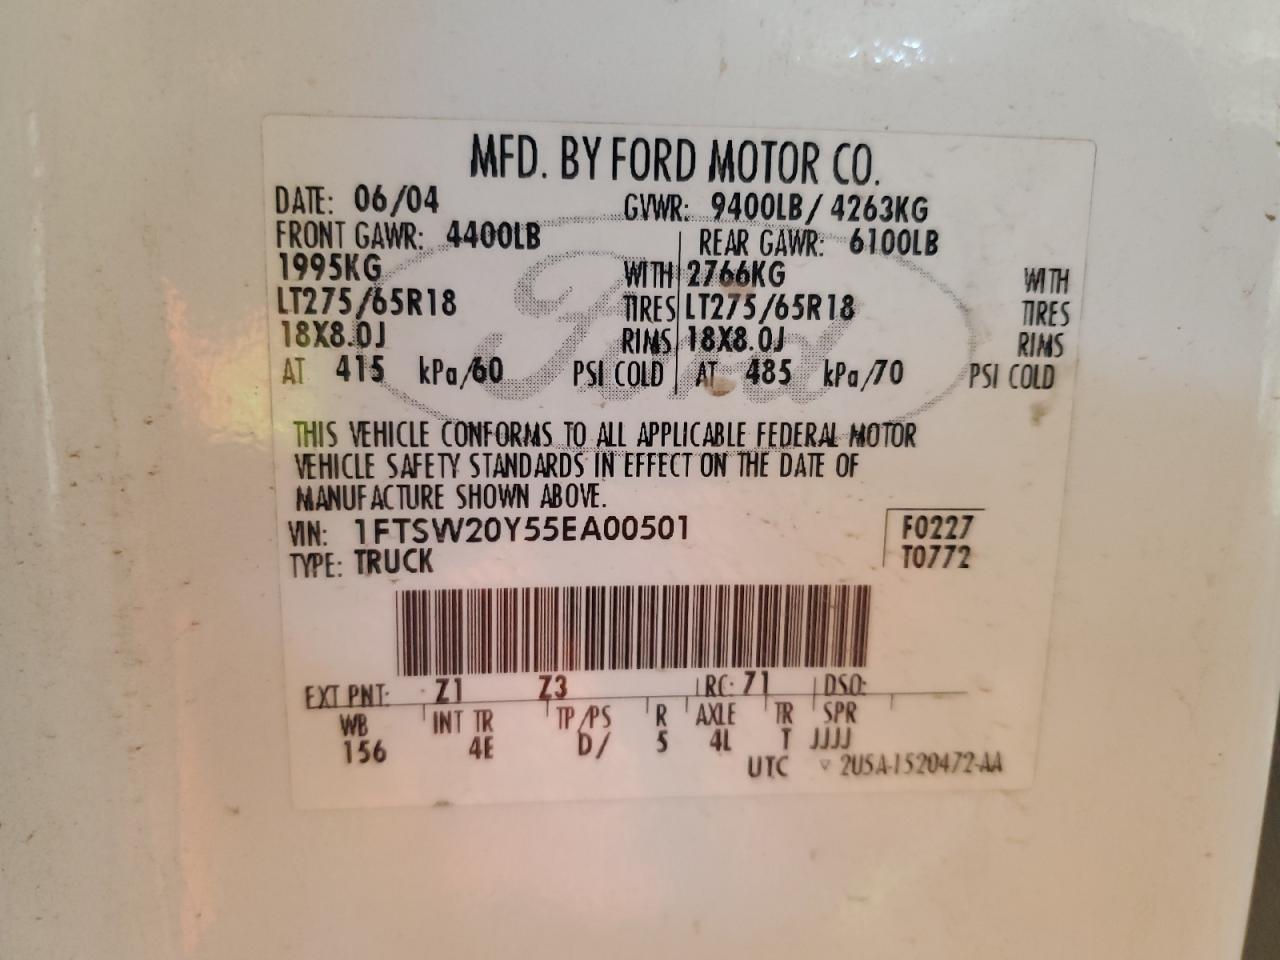 MFD. BY FORD MOTOR CO.
DATE: 06/04 GVWR: 9400LB/ 4263KG
FRONT GAWR: 4400LB REAR GAWR: 6100LB
1995KG WITH 2766KG WITH
LT275/65R18 TIRES LT275/65R18 TIRES
18X8.0J RIMS 18X8.0J RIMS
AT 415 kPa/60 PSI COLD AT 485 kPa/70 PSI COLD
Ford
THIS VEHICLE CONFORMS TO ALL APPLICABLE FEDERAL MOTOR
VEHICLE SAFETY STANDARDS IN EFFECT ON THE DATE OF
MANUFACTURE SHOWN ABOVE.
VIN: 1FTSW20Y55EA00501 F0227
TYPE: TRUCK T0772
EXT PNT: Z1 Z3 RC: 71 DSO:
WB INT TR TP/PS R AXLE TR SPR
156 4E D/ 5 4L T JJJJ
UTC ▽ 2U5A-1520472-AA